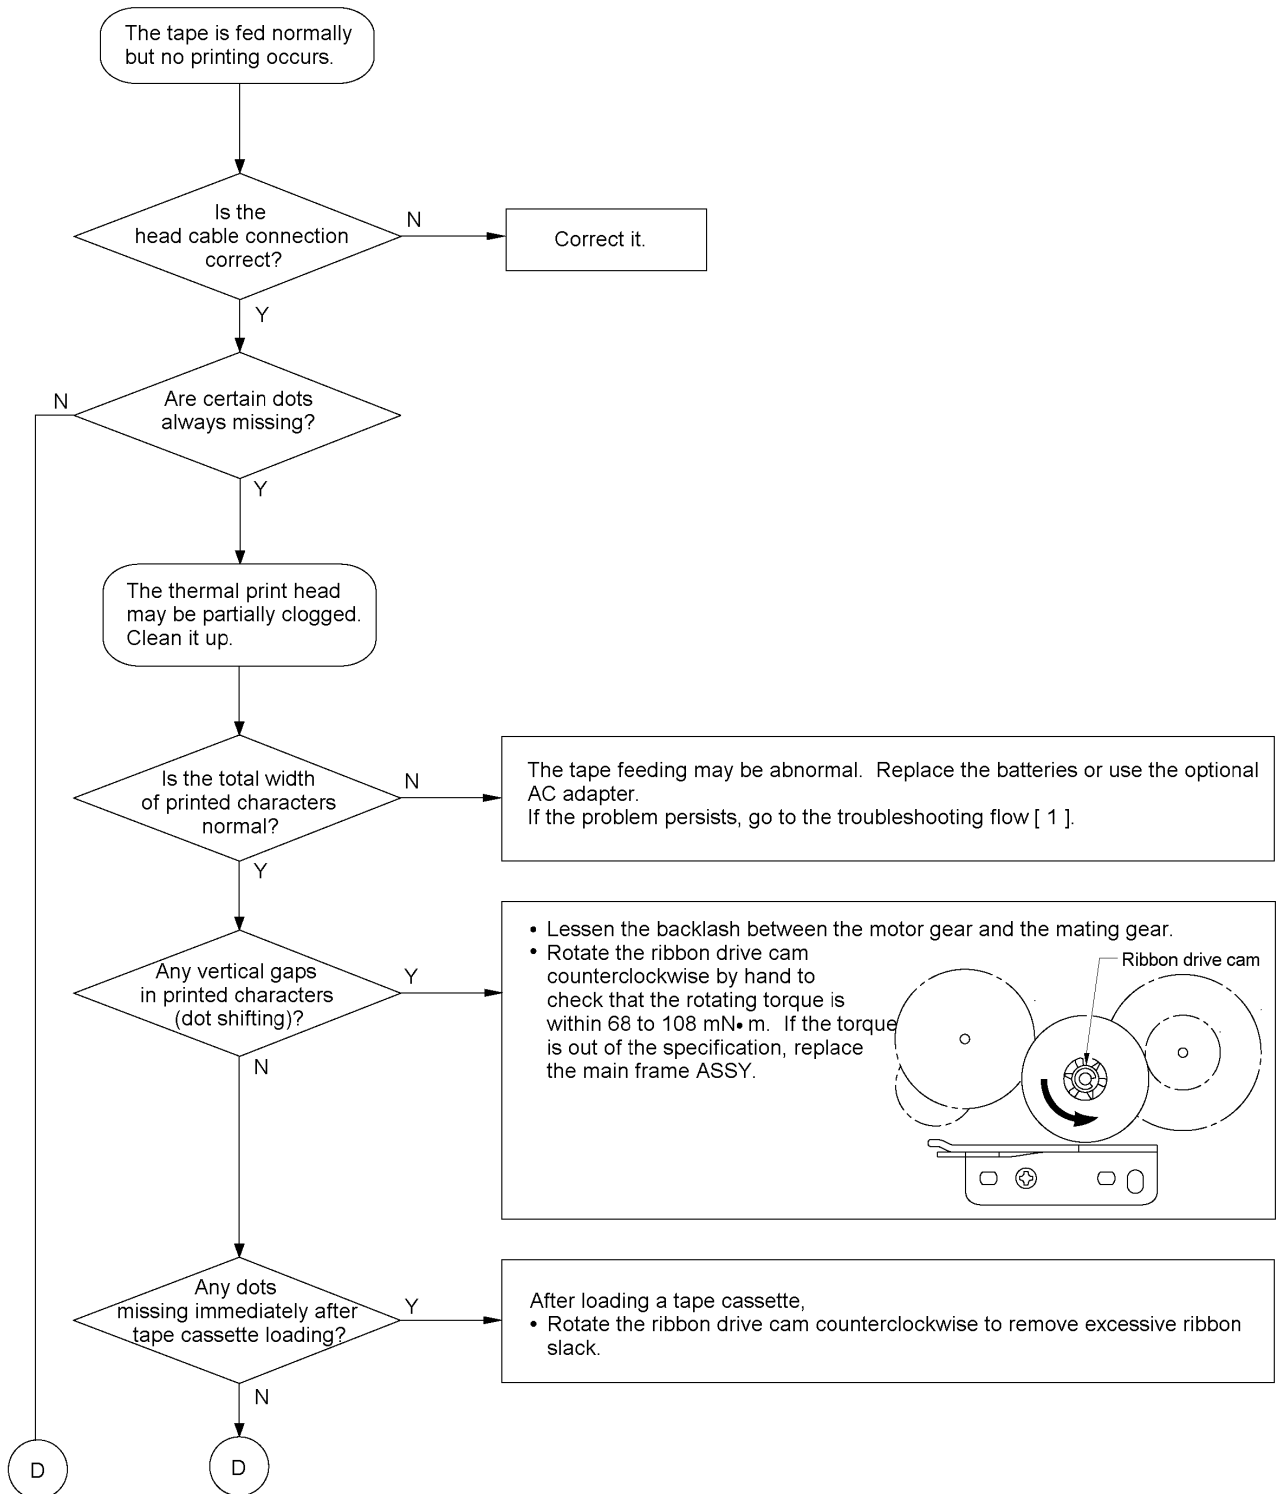 The tape is fed normally
but no printing occurs.
Is the
head cable connection
correct?
N
Correct it.
Y
Are certain dots
always missing?
N
Y
The thermal print head
may be partially clogged.
Clean it up.
Is the total width
of printed characters
normal?
N
The tape feeding may be abnormal.  Replace the batteries or use the optional
AC adapter.
If the problem persists, go to the troubleshooting flow [ 1 ].
Y
Any vertical gaps
in printed characters
(dot shifting)?
Y
• Lessen the backlash between the motor gear and the mating gear.
• Rotate the ribbon drive cam
counterclockwise by hand to
check that the rotating torque is
within 68 to 108 mN•m.  If the torque
is out of the specification, replace
the main frame ASSY.
Ribbon drive cam
N
Any dots
missing immediately after
tape cassette loading?
Y
After loading a tape cassette,
• Rotate the ribbon drive cam counterclockwise to remove excessive ribbon
slack.
N
D
D